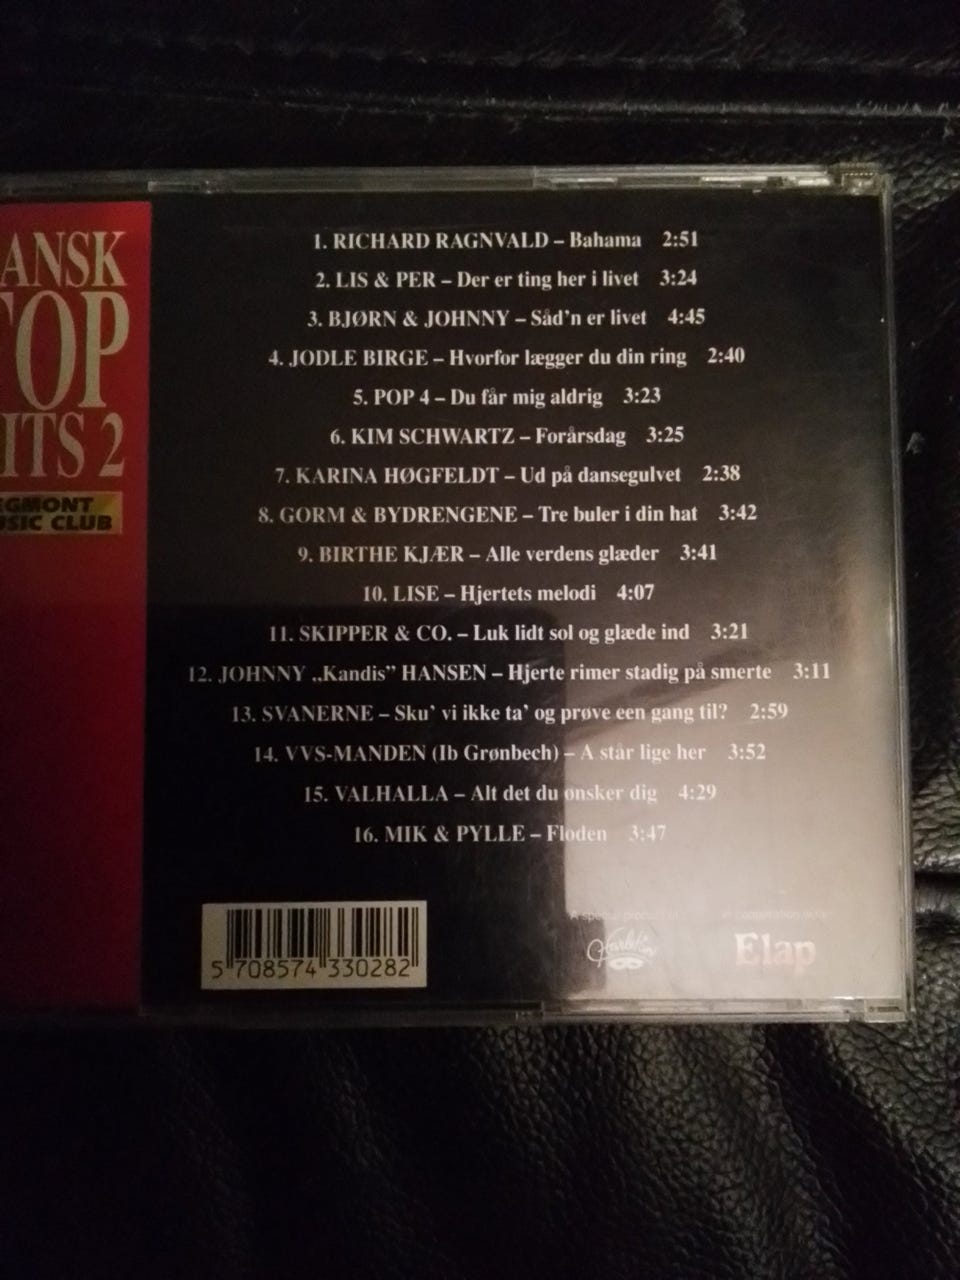 ANSK
TOP
ITS 2
EGMONT
USIC CLUB
1. RICHARD RAGNVALD – Bahama 2:51
2. LIS & PER – Der er ting her i livet 3:24
3. BJØRN & JOHNNY – Såd'n er livet 4:45
4. JODLE BIRGE – Hvorfor lægger du din ring 2:40
5. POP 4 – Du får mig aldrig 3:23
6. KIM SCHWARTZ – Forårsdag 3:25
7. KARINA HØGFELDT – Ud på dansegulvet 2:38
8. GORM & BYDRENGENE – Tre buler i din hat 3:42
9. BIRTHE KJÆR – Alle verdens glæder 3:41
10. LISE – Hjertets melodi 4:07
11. SKIPPER & CO. – Luk lidt sol og glæde ind 3:21
12. JOHNNY „Kandis” HANSEN – Hjerte rimer stadig på smerte 3:11
13. SVANERNE – Sku' vi ikke ta' og prøve een gang til? 2:59
14. VVS-MANDEN (Ib Grønbech) – A står lige her 3:52
15. VALHALLA – Alt det du ønsker dig 4:29
16. MIK & PYLLE – Floden 3:47
A special product of
in cooperation with
Harlekin
Elap
5 708574 330282